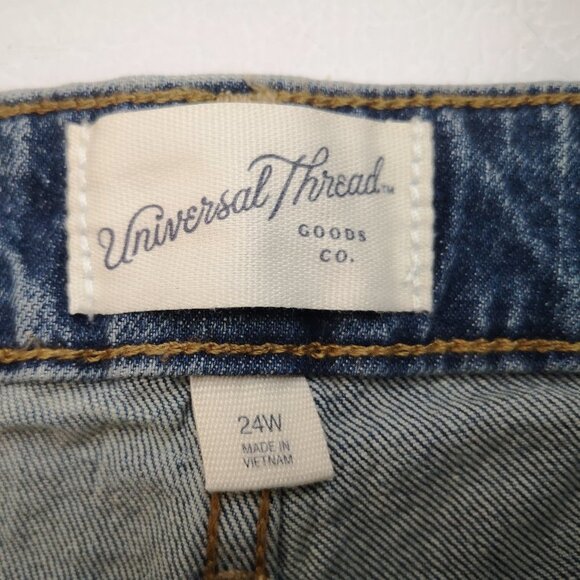 Universal Thread™
GOODS
CO.
24W
MADE IN
VIETNAM